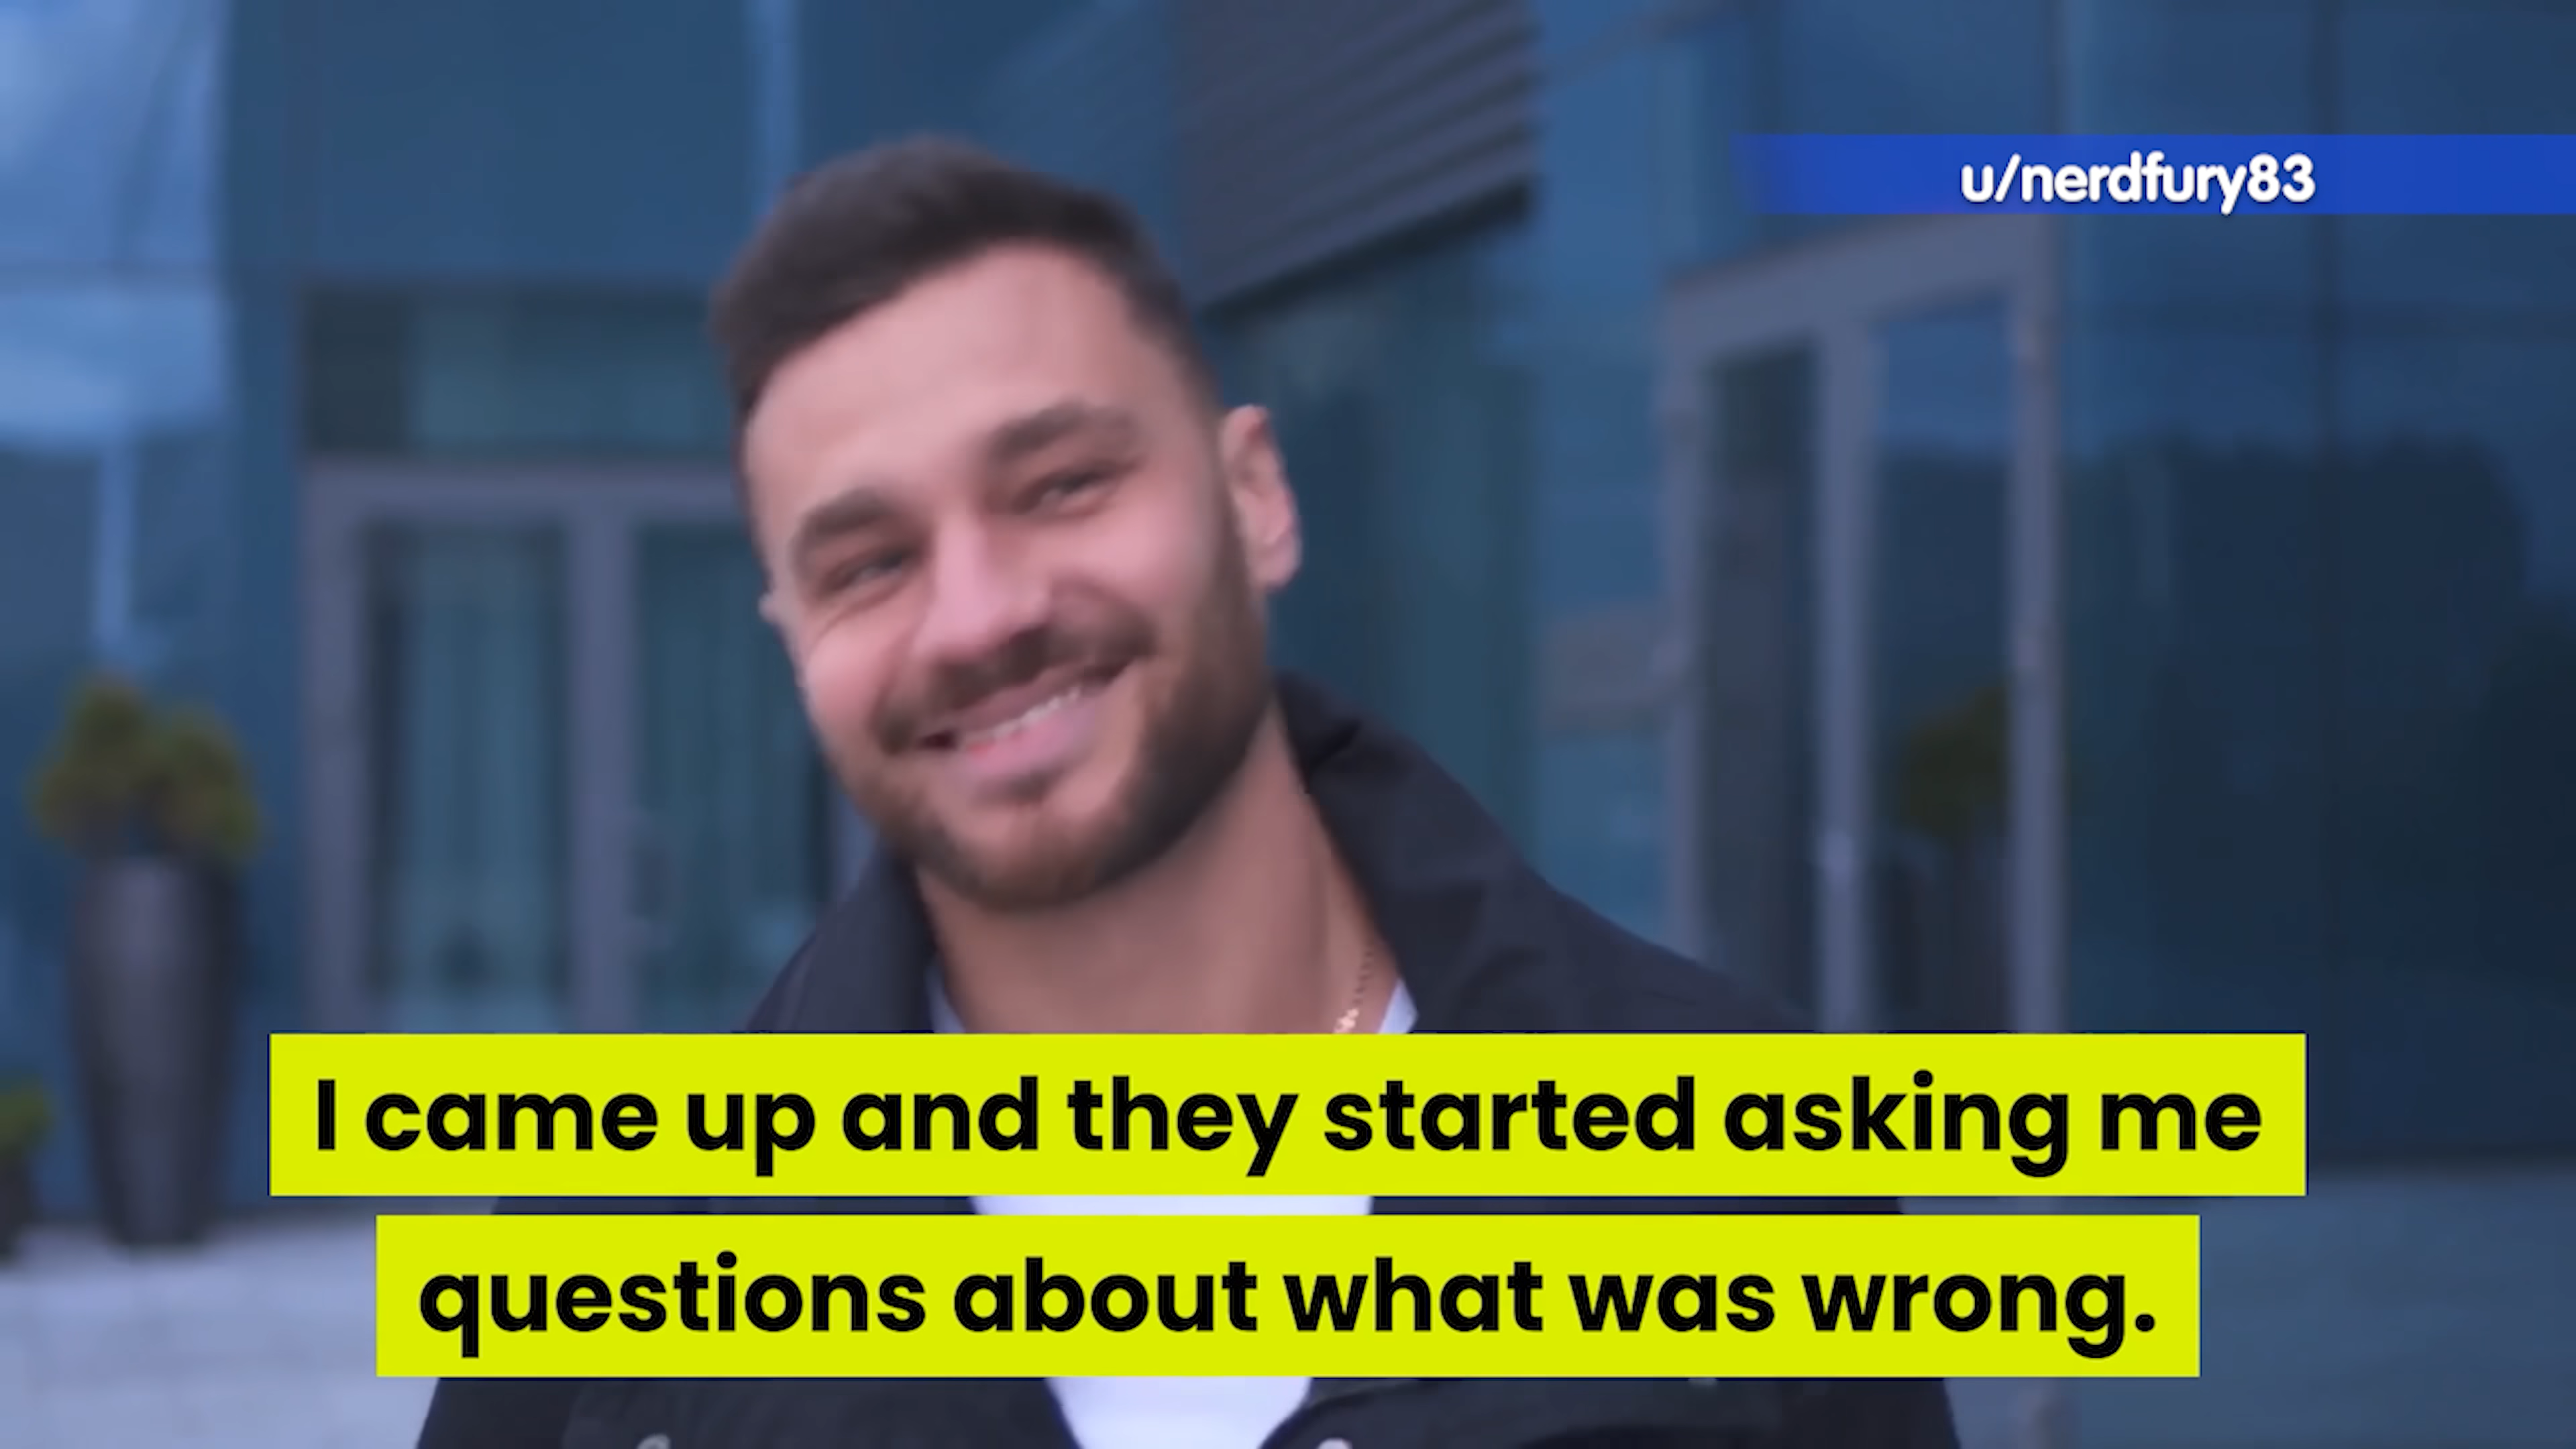 u/nerdfury83
I came up and they started asking me
questions about what was wrong.